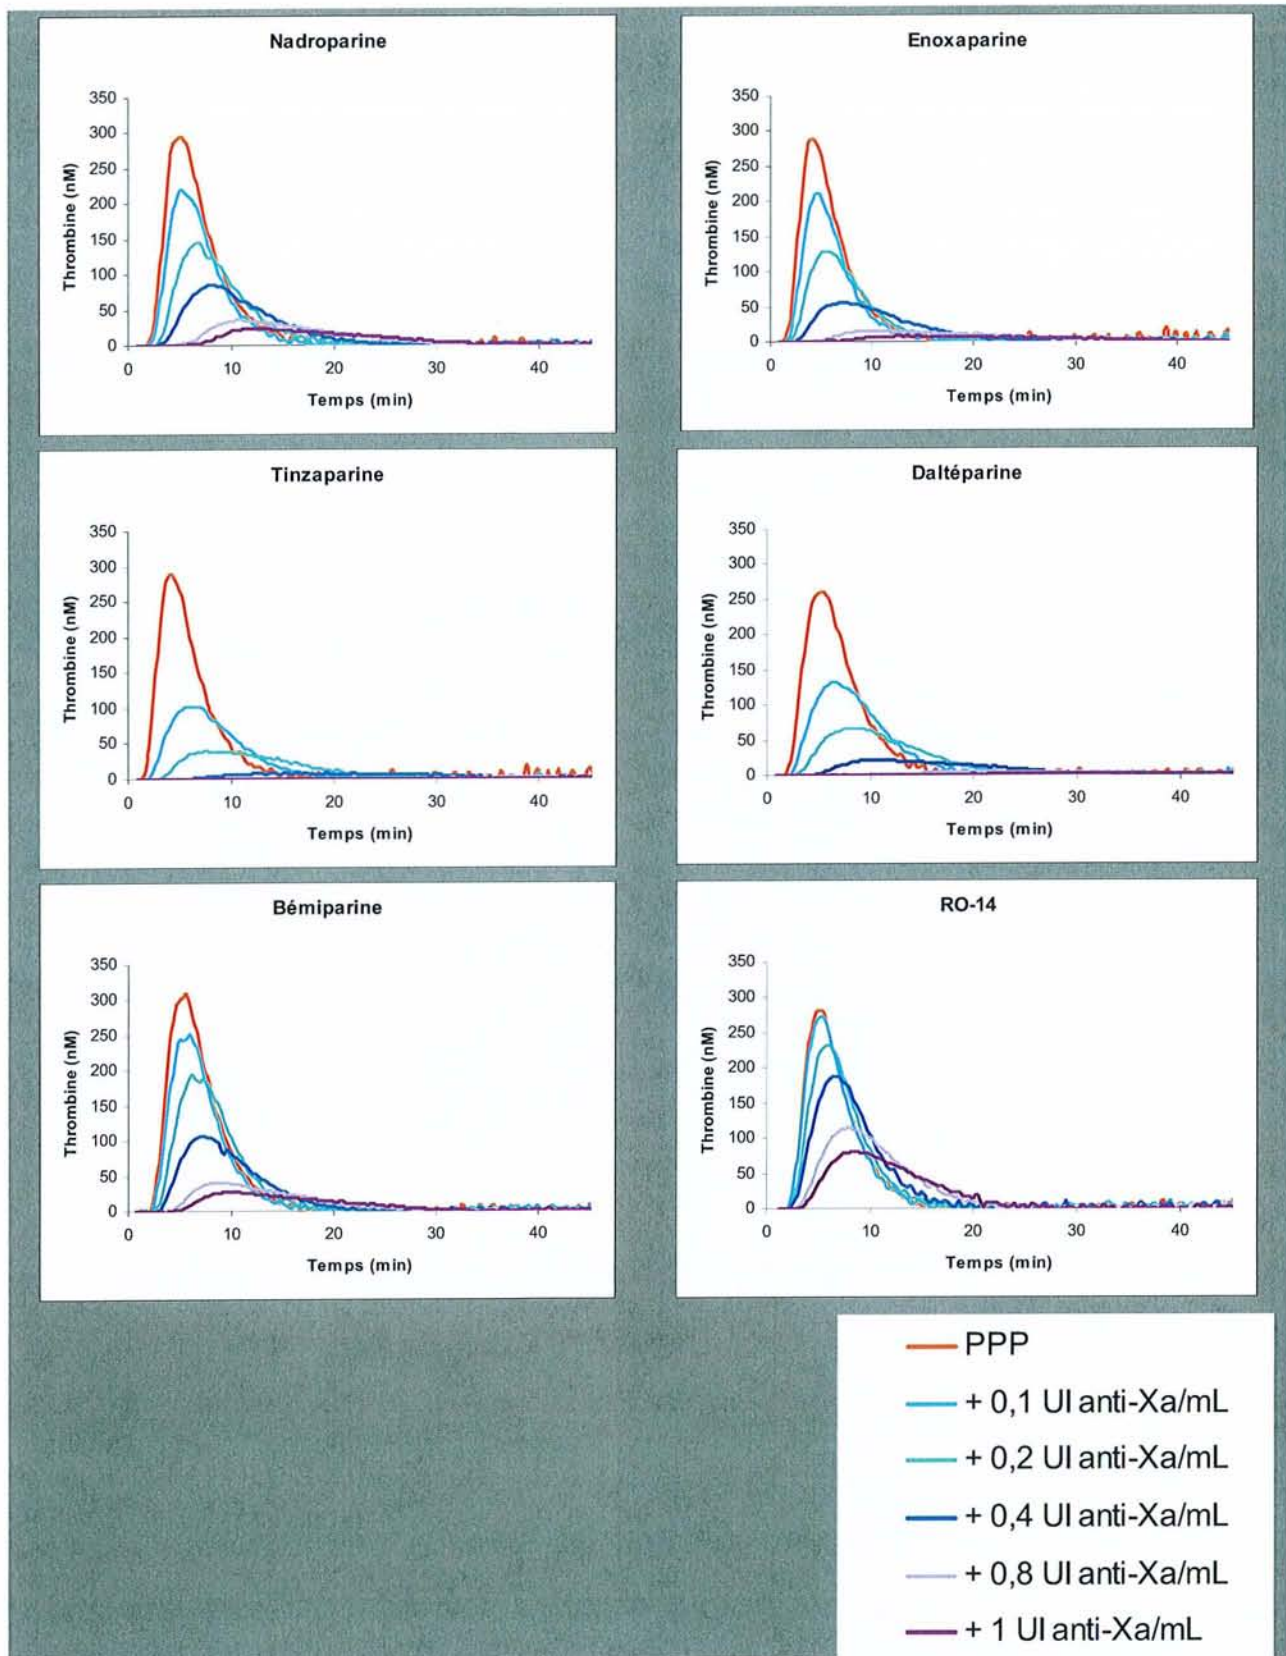 Nadroparine
350
300
250
200
150
100
50
0
Thrombine (nM)
0 10 20 30 40
Temps (min)
Enoxaparine
350
300
250
200
150
100
50
0
Thrombine (nM)
0 10 20 30 40
Temps (min)
Tinzaparine
350
300
250
200
150
100
50
0
Thrombine (nM)
0 10 20 30 40
Temps (min)
Daltéparine
350
300
250
200
150
100
50
0
Thrombine (nM)
0 10 20 30 40
Temps (min)
Bémiparine
350
300
250
200
150
100
50
0
Thrombine (nM)
0 10 20 30 40
Temps (min)
RO-14
350
300
250
200
150
100
50
0
Thrombine (nM)
0 10 20 30 40
Temps (min)
PPP
+ 0,1 UI anti-Xa/mL
+ 0,2 UI anti-Xa/mL
+ 0,4 UI anti-Xa/mL
+ 0,8 UI anti-Xa/mL
+ 1 UI anti-Xa/mL